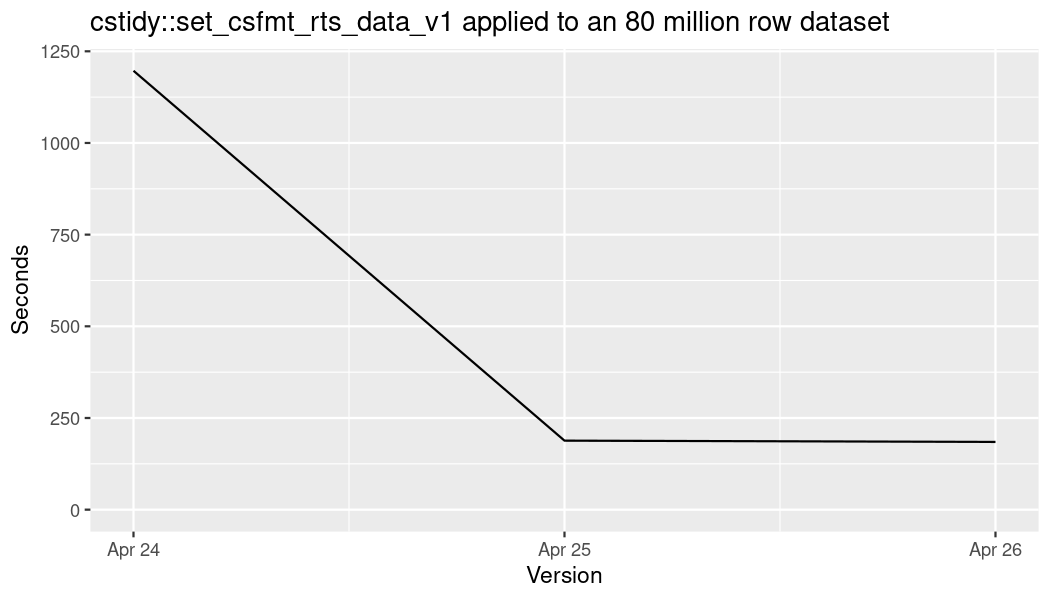 cstidy::set_csfmt_rts_data_v1 applied to an 80 million row dataset
1250
1000
750
500
250
0
Seconds
Apr 24
Apr 25
Apr 26
Version